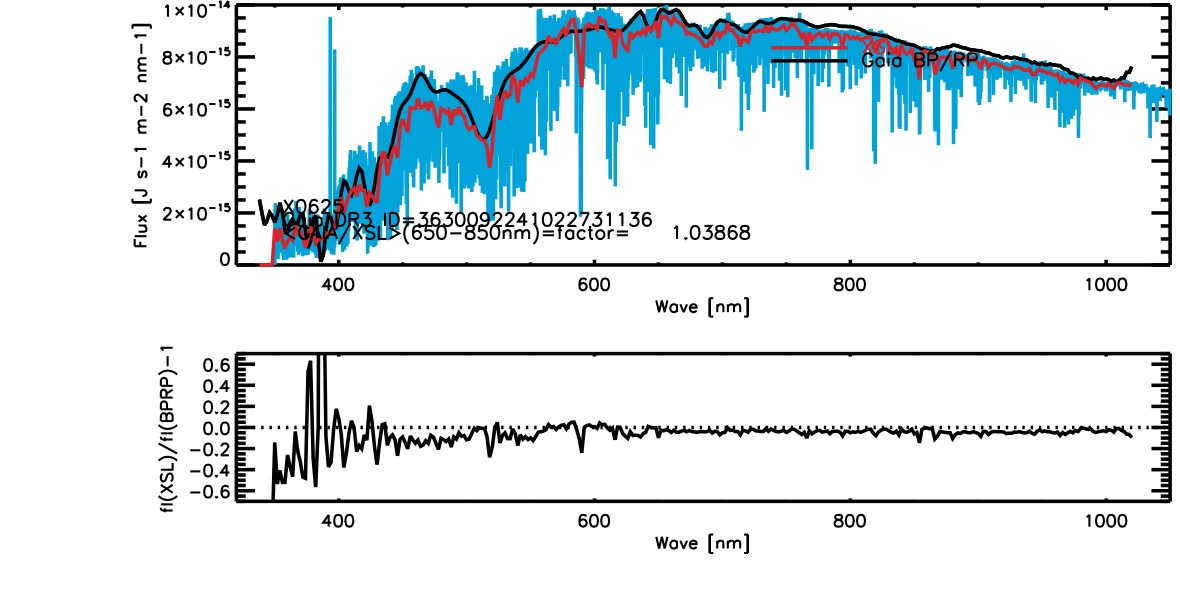 1×10⁻¹⁴
8×10⁻¹⁵
6×10⁻¹⁵
4×10⁻¹⁵
2×10⁻¹⁵
0
Flux [J s−1 m−2 nm−1]
Gaia BP/RP
X0625
DR3 ID=3630092241022731136
<GAIA/XSL>(650−850nm)=factor= 1.03868
400 600 800 1000
Wave [nm]
0.6
0.4
0.2
0.0
−0.2
−0.4
−0.6
fl(XSL)/fl(BPRP)−1
400 600 800 1000
Wave [nm]